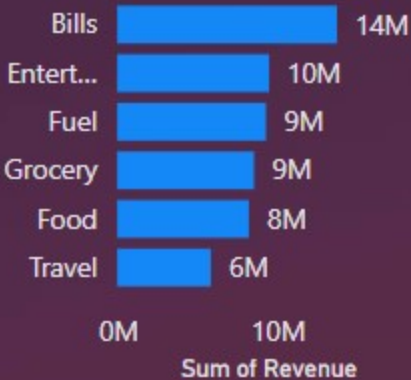 Bills 14M
Entert... 10M
Fuel 9M
Grocery 9M
Food 8M
Travel 6M
0M 10M
Sum of Revenue